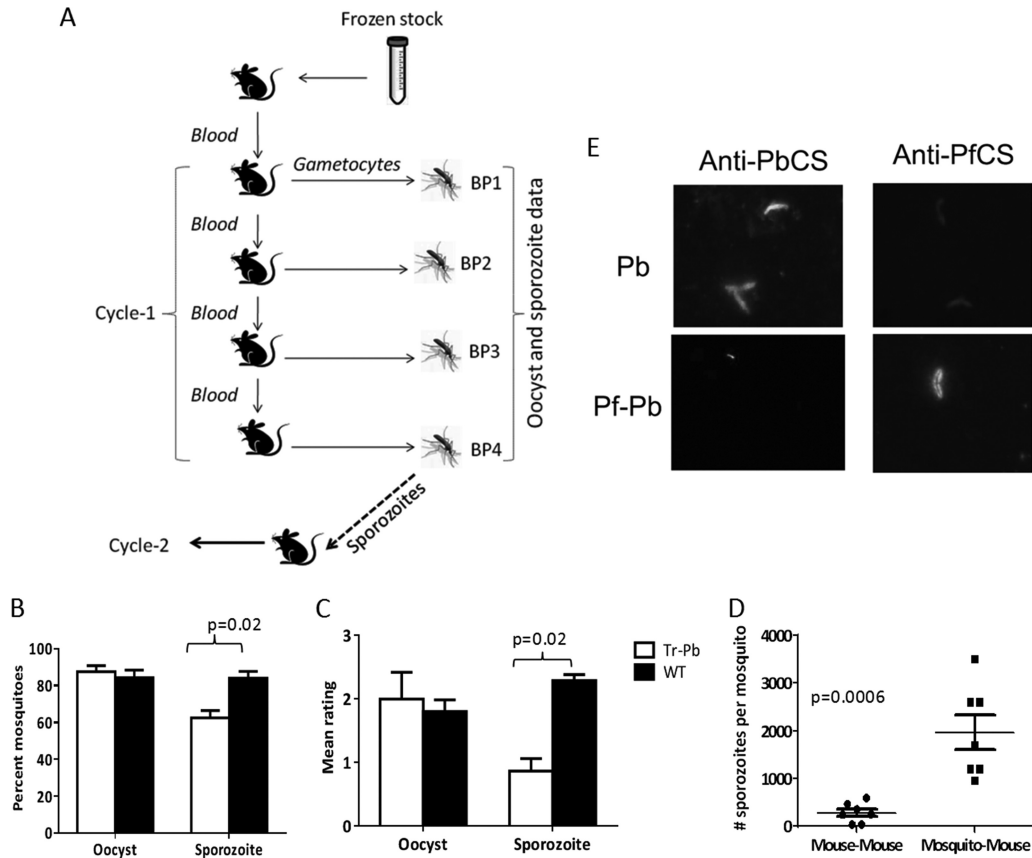 A
Frozen stock
Blood
Gametocytes
BP1
Blood
BP2
Cycle-1
Blood
BP3
Blood
BP4
Oocyst and sporozoite data
Sporozoites
Cycle-2
E
Anti-PbCS
Anti-PfCS
Pb
Pf-Pb
B
p=0.02
Percent mosquitoes
100
80
60
40
20
0
Oocyst
Sporozoite
C
p=0.02
Mean rating
3
2
1
0
Oocyst
Sporozoite
Tr-Pb
WT
D
p=0.0006
# sporozoites per mosquito
4000
3000
2000
1000
0
Mouse-Mouse
Mosquito-Mouse